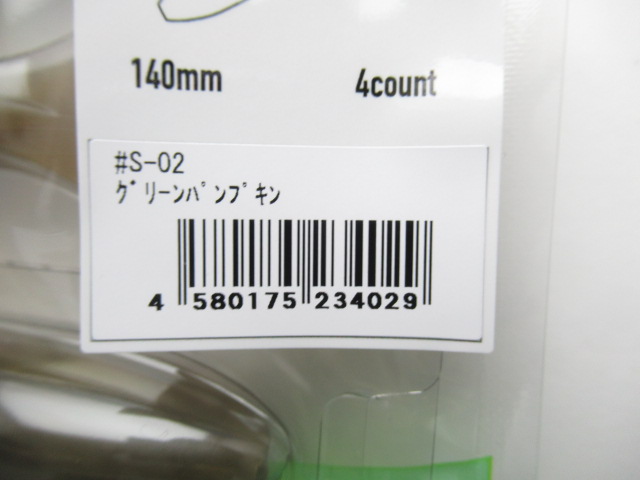 140mm 4count
#S-02
ｸﾞﾘｰﾝﾊﾟﾝﾌﾟｷﾝ
4 580175 234029